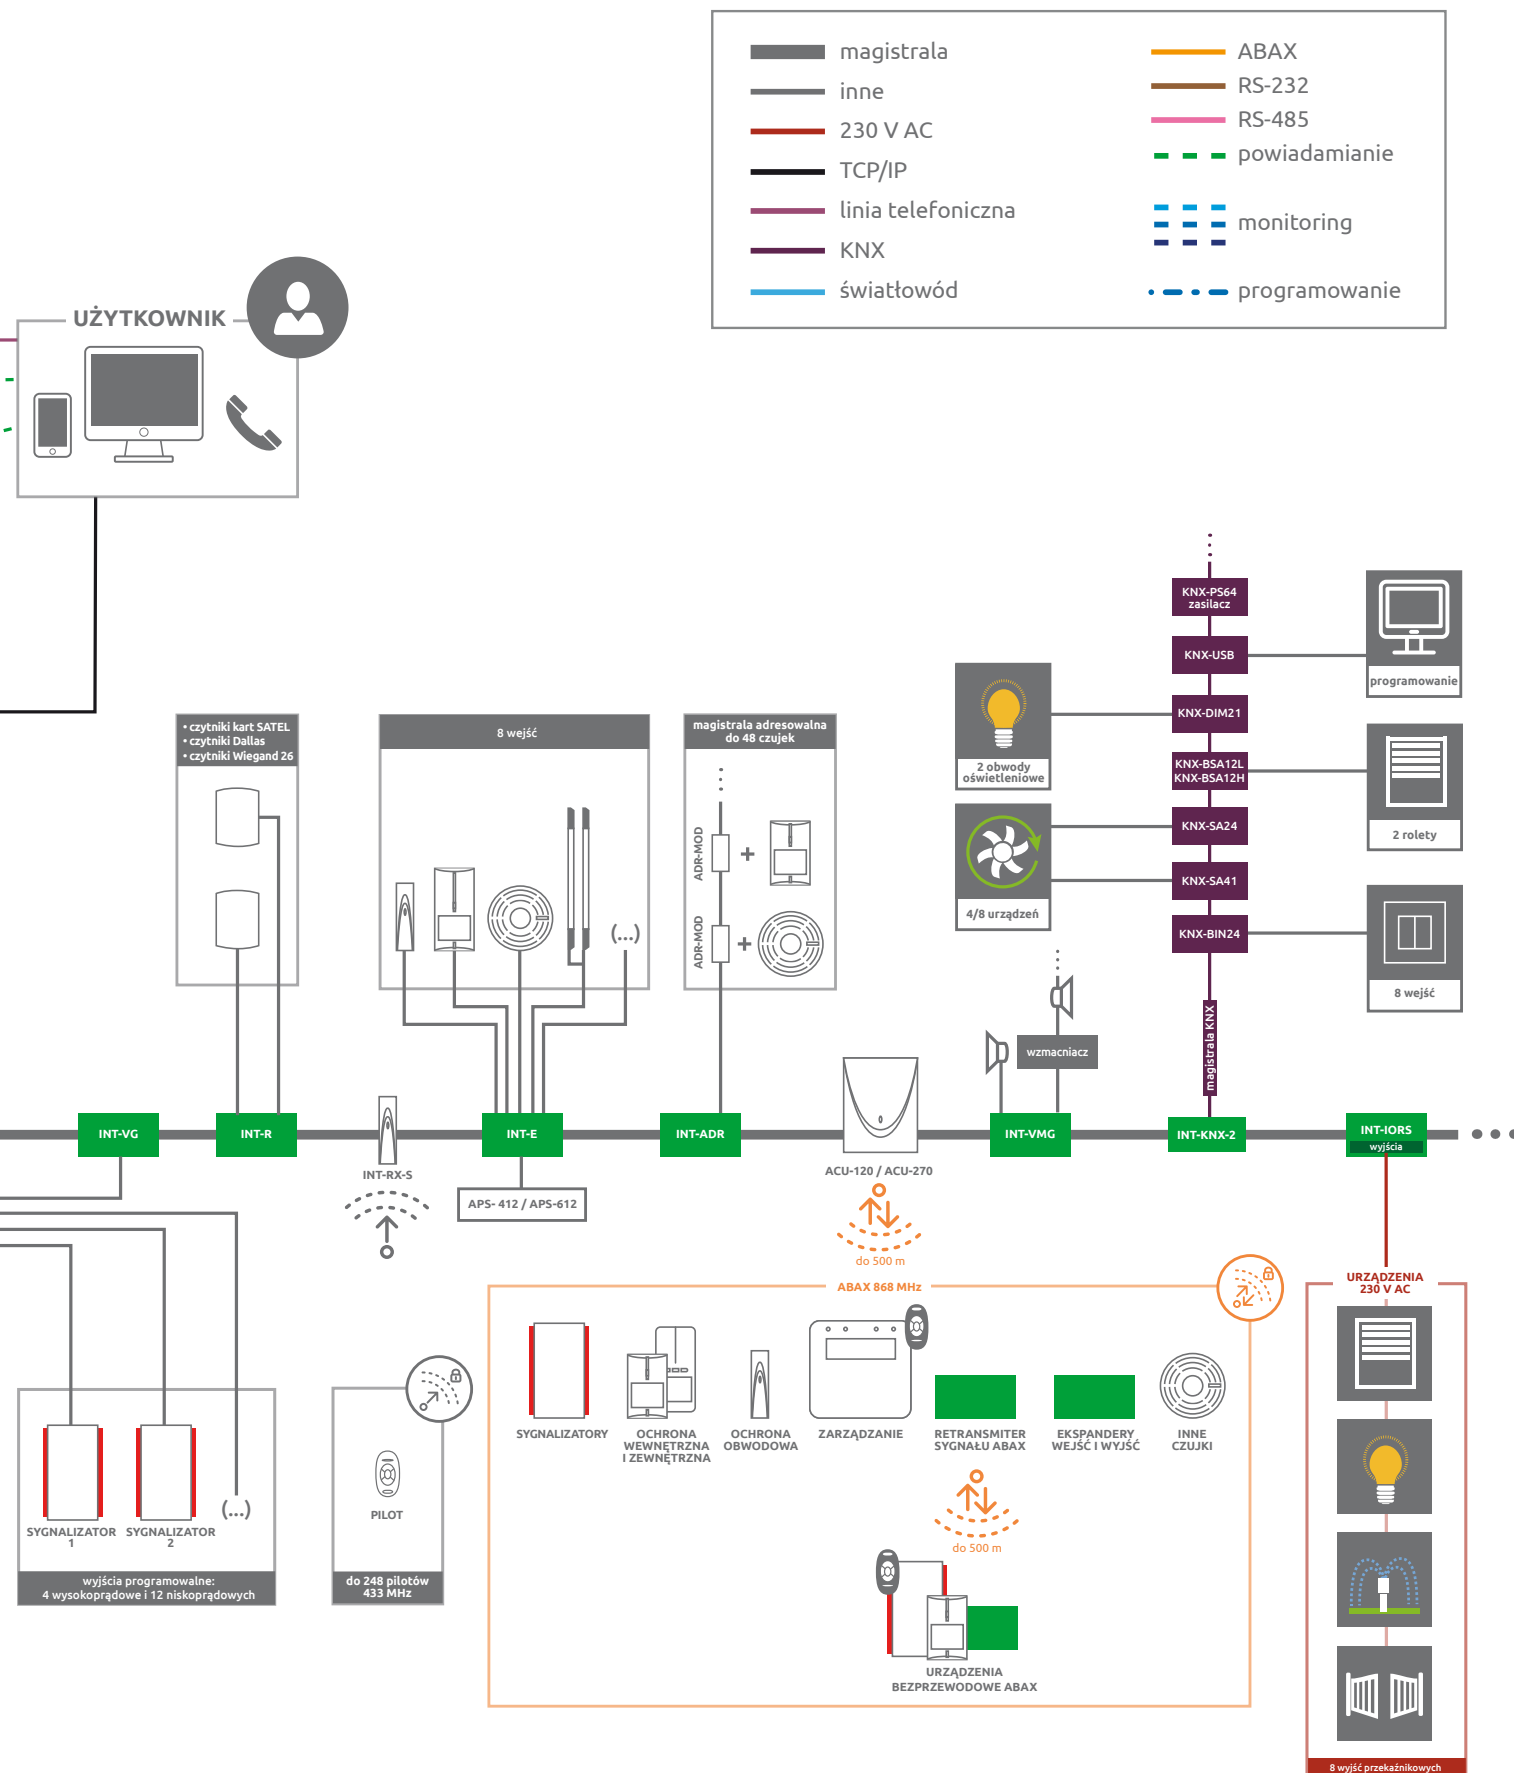 magistrala
inne
230 V AC
TCP/IP
linia telefoniczna
KNX
światłowód
ABAX
RS-232
RS-485
powiadamianie
monitoring
programowanie
UŻYTKOWNIK
KNX-PS64
zasilacz
KNX-USB
KNX-DIM21
KNX-BSA12L
KNX-BSA12H
KNX-SA24
KNX-SA41
KNX-BIN24
magistrala KNX
programowanie
2 rolety
8 wejść
2 obwody
oświetleniowe
4/8 urządzeń
• czytniki kart SATEL
• czytniki Dallas
• czytniki Wiegand 26
8 wejść
(...)
magistrala adresowalna
do 48 czujek
ADR-MOD
+
ADR-MOD
+
wzmacniacz
INT-VG
INT-R
INT-RX-S
INT-E
APS- 412 / APS-612
INT-ADR
ACU-120 / ACU-270
do 500 m
INT-VMG
INT-KNX-2
INT-IORS
wyjścia
ABAX 868 MHz
SYGNALIZATORY
OCHRONA
WEWNĘTRZNA
I ZEWNĘTRZNA
OCHRONA
OBWODOWA
ZARZĄDZANIE
RETRANSMITER
SYGNAŁU ABAX
EKSPANDERY
WEJŚĆ I WYJŚĆ
INNE
CZUJKI
do 500 m
URZĄDZENIA
BEZPRZEWODOWE ABAX
SYGNALIZATOR
1
SYGNALIZATOR
2
(...)
wyjścia programowalne:
4 wysokoprądowe i 12 niskoprądowych
PILOT
do 248 pilotów
433 MHz
URZĄDZENIA
230 V AC
8 wyjść przekaźnikowych